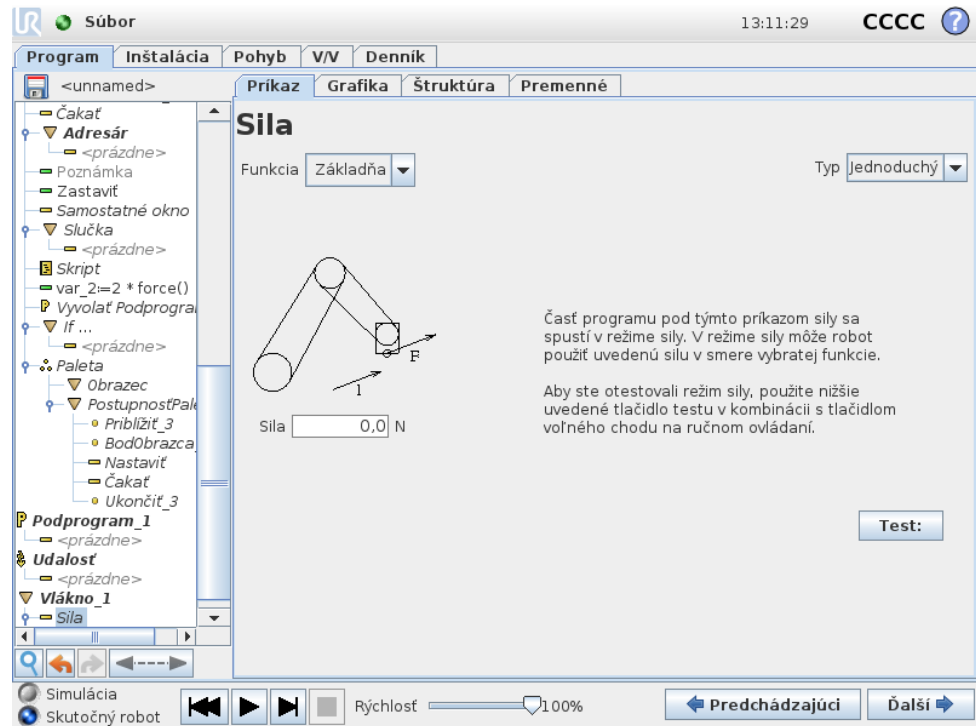 Súbor
13:11:29
CCCC
?
Program Inštalácia Pohyb V/V Denník
<unnamed>
Príkaz Grafika Štruktúra Premenné
Čakať
Adresár
<prázdne>
Poznámka
Zastaviť
Samostatné okno
Slučka
<prázdne>
Skript
var_2:=2 * force()
Vyvolať Podprogra
If ...
<prázdne>
Paleta
Obrazec
PostupnosťPale
Priblížiť_3
BodObrazca_
Nastaviť
Čakať
Ukončiť_3
Podprogram_1
<prázdne>
Udalosť
<prázdne>
Vlákno_1
Sila
Sila
Funkcia Základňa
Typ Jednoduchý
F
1
Sila 0,0 N
Časť programu pod týmto príkazom sily sa
spustí v režime sily. V režime sily môže robot
použiť uvedenú silu v smere vybratej funkcie.
Aby ste otestovali režim sily, použite nižšie
uvedené tlačidlo testu v kombinácii s tlačidlom
voľného chodu na ručnom ovládaní.
Test:
Simulácia
Skutočný robot
Rýchlosť 100%
Predchádzajúci
Ďalší